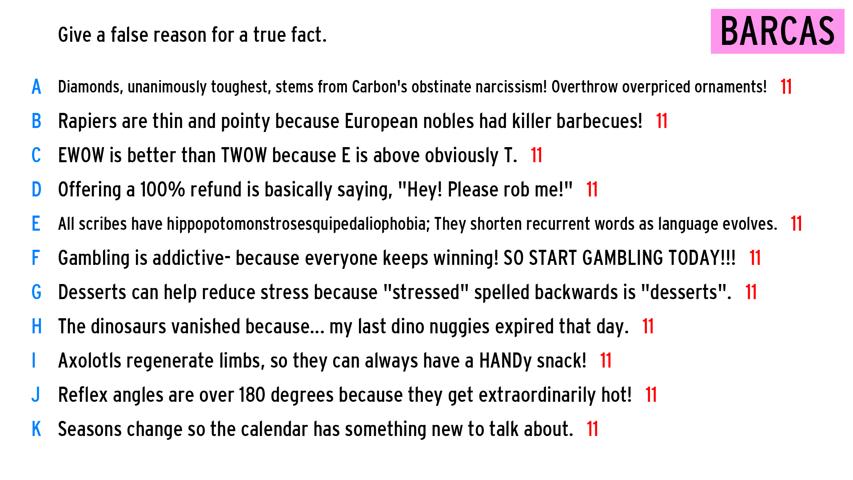 Give a false reason for a true fact.
BARCAS
A Diamonds, unanimously toughest, stems from Carbon's obstinate narcissism! Overthrow overpriced ornaments! 11
B Rapiers are thin and pointy because European nobles had killer barbecues! 11
C EWOW is better than TWOW because E is above obviously T. 11
D Offering a 100% refund is basically saying, "Hey! Please rob me!" 11
E All scribes have hippopotomonstrosesquipedaliophobia; They shorten recurrent words as language evolves. 11
F Gambling is addictive- because everyone keeps winning! SO START GAMBLING TODAY!!! 11
G Desserts can help reduce stress because "stressed" spelled backwards is "desserts". 11
H The dinosaurs vanished because... my last dino nuggies expired that day. 11
I Axolotls regenerate limbs, so they can always have a HANDy snack! 11
J Reflex angles are over 180 degrees because they get extraordinarily hot! 11
K Seasons change so the calendar has something new to talk about. 11